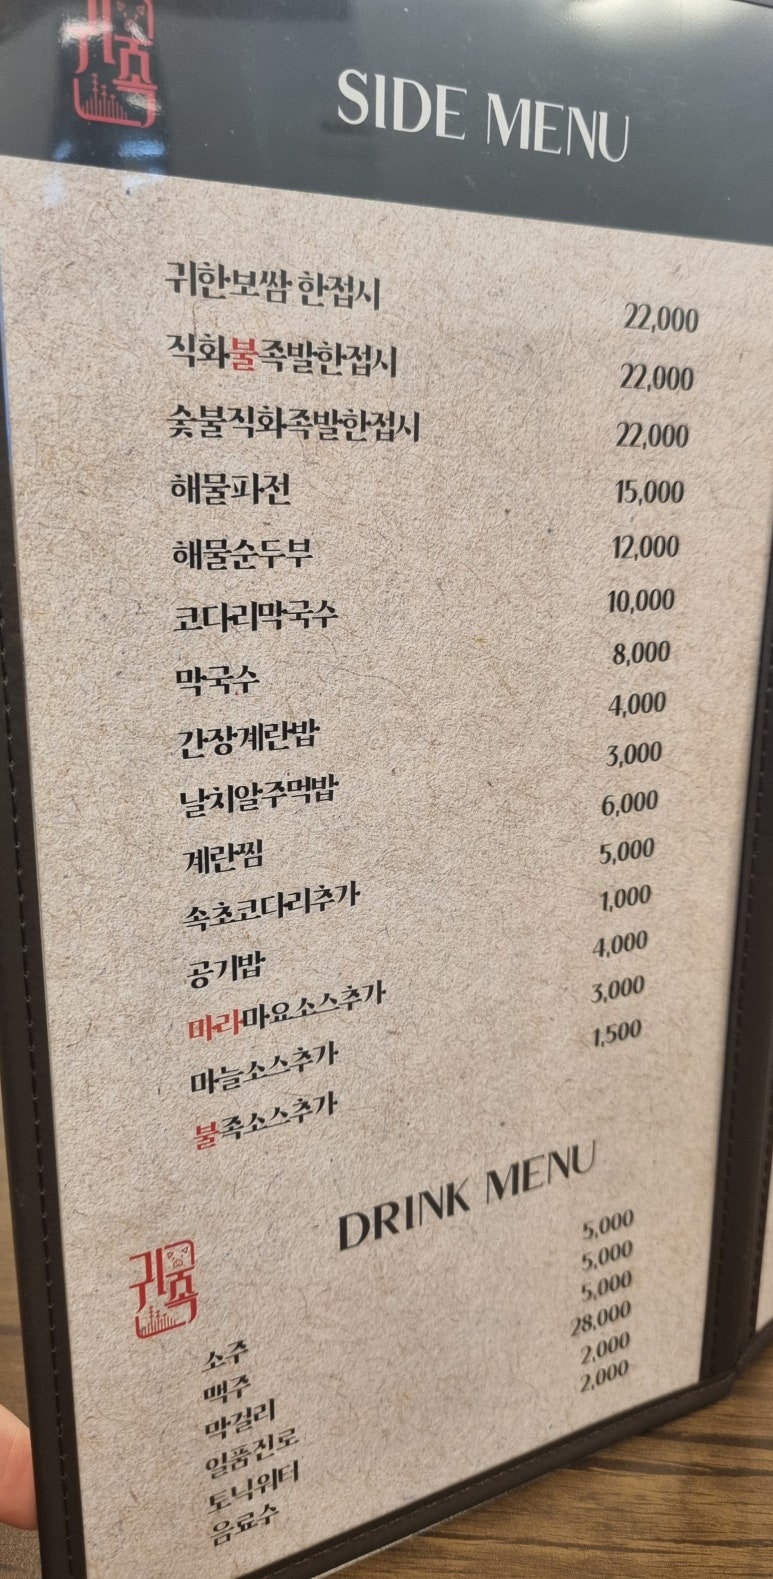 귀족
SIDE MENU
귀한보쌈 한접시 22,000
직화불족발한접시 22,000
숯불직화족발한접시 22,000
해물파전 15,000
해물순두부 12,000
코다리막국수 10,000
막국수 8,000
간장계란밥 4,000
날치알주먹밥 3,000
계란찜 6,000
속초코다리추가 5,000
공기밥 1,000
마라마요소스추가 4,000
마늘소스추가 3,000
불족소스추가 1,500
DRINK MENU
귀족
소주 5,000
맥주 5,000
막걸리 5,000
일품진로 28,000
토닉워터 2,000
음료수 2,000